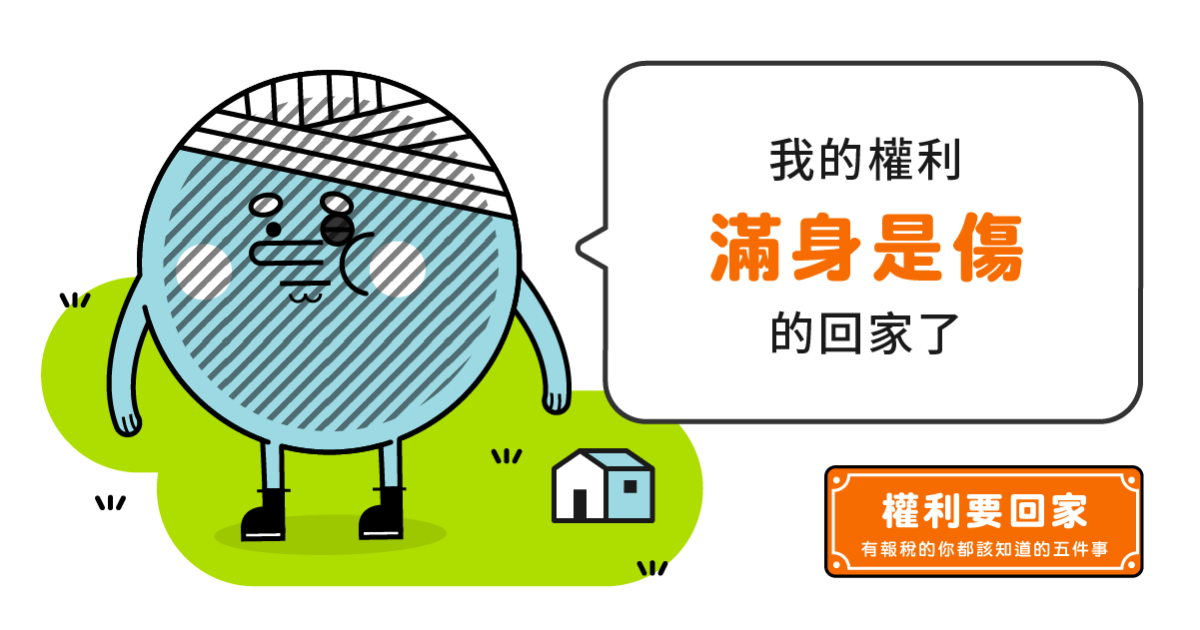 我的權利
滿身是傷
的回家了
權利要回家
有報稅的你都該知道的五件事